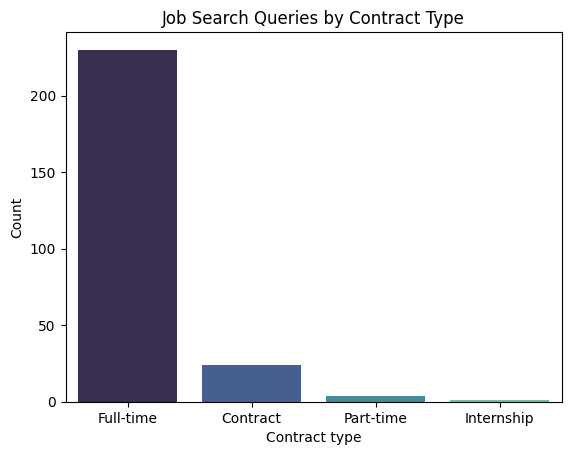 Job Search Queries by Contract Type
Count
200
150
100
50
0
Full-time Contract Part-time Internship
Contract type